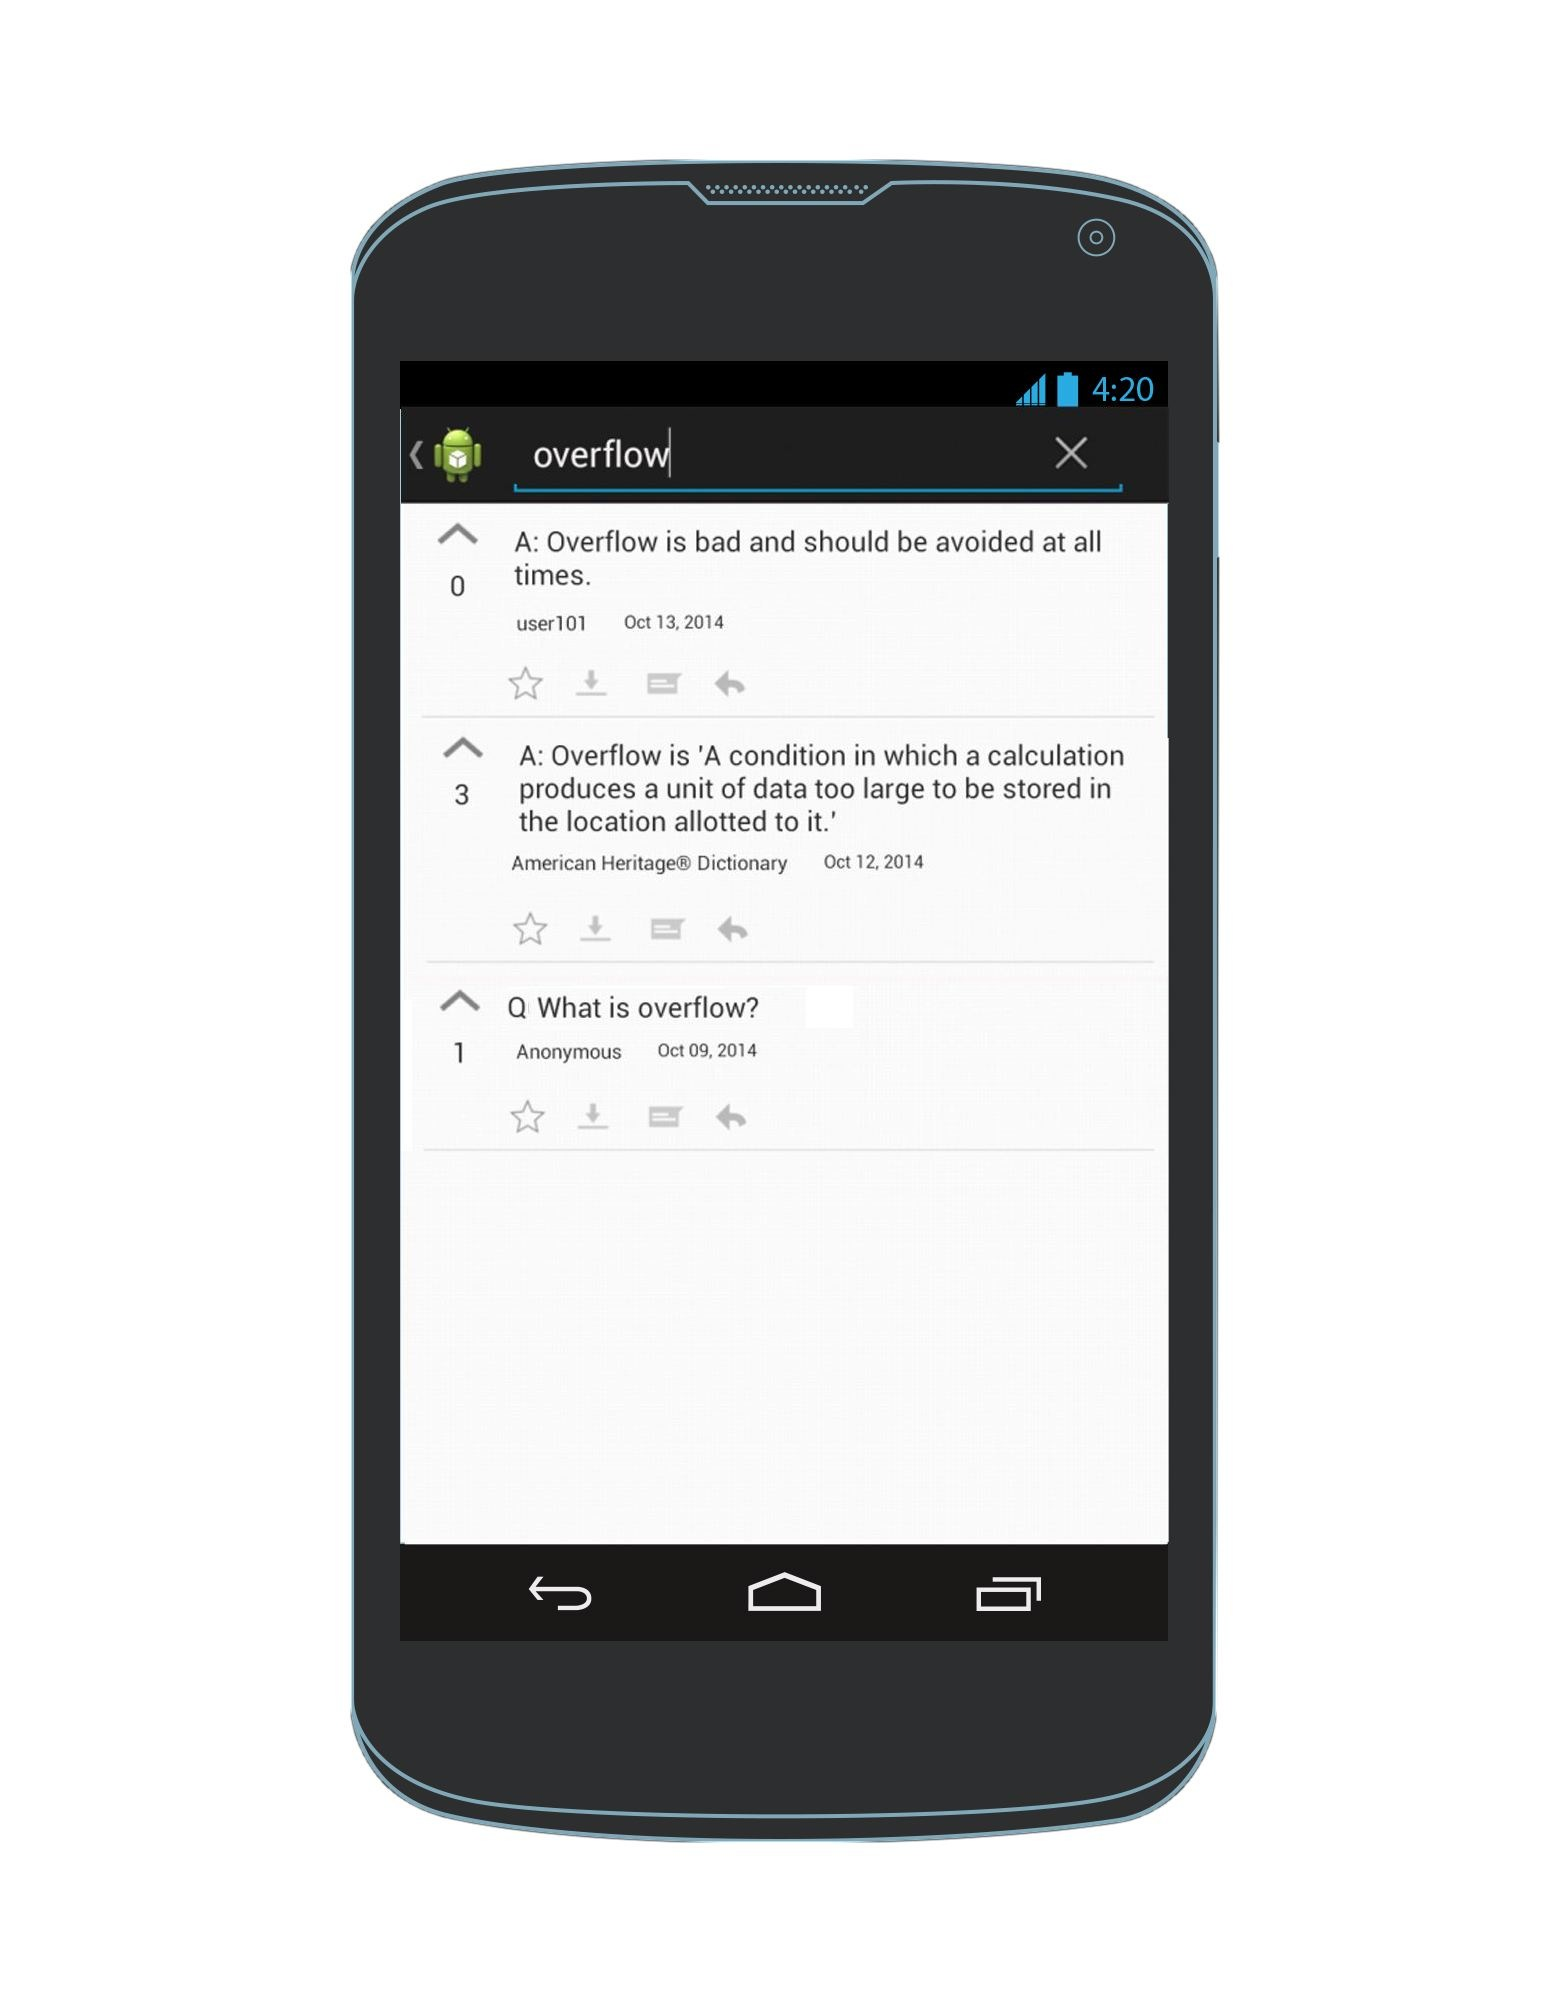 4:20
overflow
A: Overflow is bad and should be avoided at all
times.
0
user101 Oct 13, 2014
A: Overflow is 'A condition in which a calculation
produces a unit of data too large to be stored in
the location allotted to it.'
3
American Heritage® Dictionary Oct 12, 2014
Q What is overflow?
1
Anonymous Oct 09, 2014